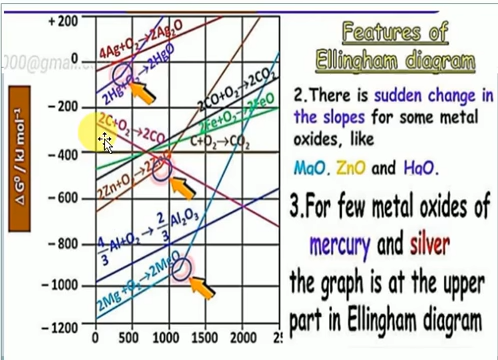 Features of
Ellingham diagram
2.There is sudden change in
the slopes for some metal
oxides, like
MaO. ZnO and HaO.
3.For few metal oxides of
mercury and silver
the graph is at the upper
part in Ellingham diagram
ΔG° / kJ mol⁻¹
+ 200
0
− 200
− 400
− 600
− 800
− 1000
− 1200
0 500 1000 1500 2000
4Ag+O₂→2Ag₂O
2Hg+O₂→2HgO
2CO+O₂→2CO₂
2Fe+O₂→2FeO
2C+O₂→2CO
C+O₂→CO₂
4/3 Al+O₂→ 2/3 Al₂O₃
2Mg+O₂→2MgO